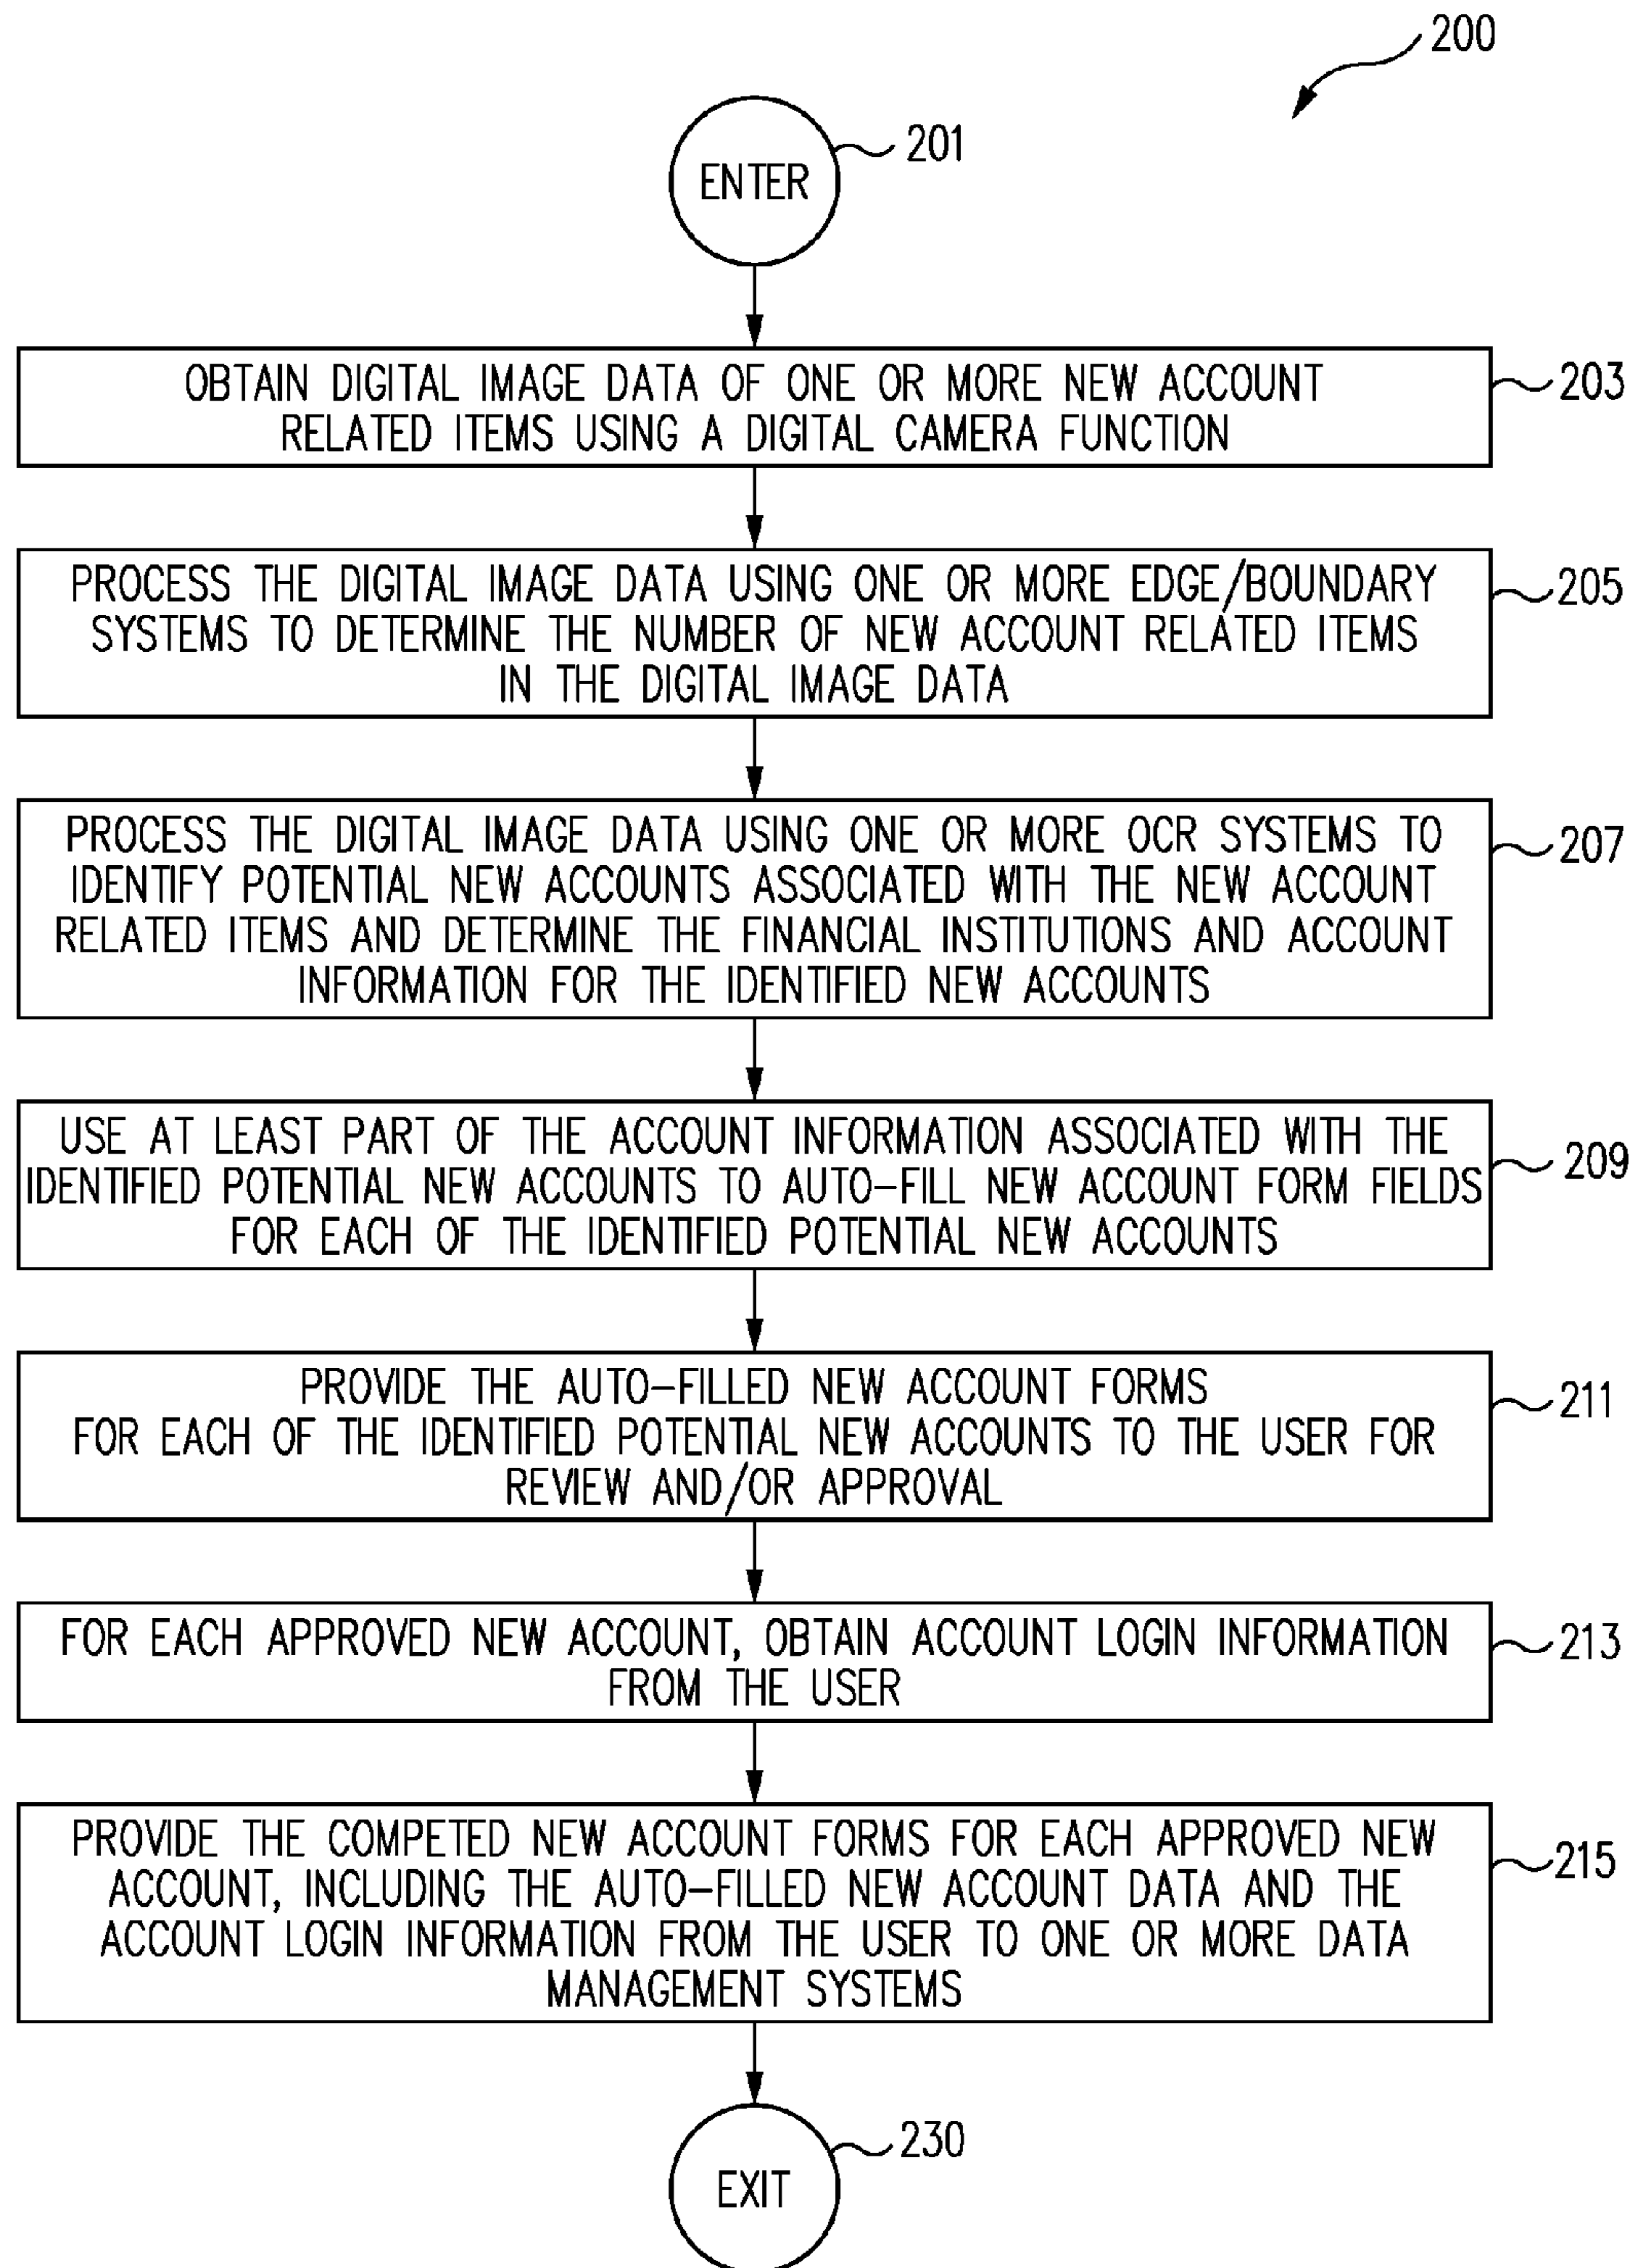 200
ENTER
201
OBTAIN DIGITAL IMAGE DATA OF ONE OR MORE NEW ACCOUNT
RELATED ITEMS USING A DIGITAL CAMERA FUNCTION
203
PROCESS THE DIGITAL IMAGE DATA USING ONE OR MORE EDGE/BOUNDARY
SYSTEMS TO DETERMINE THE NUMBER OF NEW ACCOUNT RELATED ITEMS
IN THE DIGITAL IMAGE DATA
205
PROCESS THE DIGITAL IMAGE DATA USING ONE OR MORE OCR SYSTEMS TO
IDENTIFY POTENTIAL NEW ACCOUNTS ASSOCIATED WITH THE NEW ACCOUNT
RELATED ITEMS AND DETERMINE THE FINANCIAL INSTITUTIONS AND ACCOUNT
INFORMATION FOR THE IDENTIFIED NEW ACCOUNTS
207
USE AT LEAST PART OF THE ACCOUNT INFORMATION ASSOCIATED WITH THE
IDENTIFIED POTENTIAL NEW ACCOUNTS TO AUTO-FILL NEW ACCOUNT FORM FIELDS
FOR EACH OF THE IDENTIFIED POTENTIAL NEW ACCOUNTS
209
PROVIDE THE AUTO-FILLED NEW ACCOUNT FORMS
FOR EACH OF THE IDENTIFIED POTENTIAL NEW ACCOUNTS TO THE USER FOR
REVIEW AND/OR APPROVAL
211
FOR EACH APPROVED NEW ACCOUNT, OBTAIN ACCOUNT LOGIN INFORMATION
FROM THE USER
213
PROVIDE THE COMPETED NEW ACCOUNT FORMS FOR EACH APPROVED NEW
ACCOUNT, INCLUDING THE AUTO-FILLED NEW ACCOUNT DATA AND THE
ACCOUNT LOGIN INFORMATION FROM THE USER TO ONE OR MORE DATA
MANAGEMENT SYSTEMS
215
EXIT
230